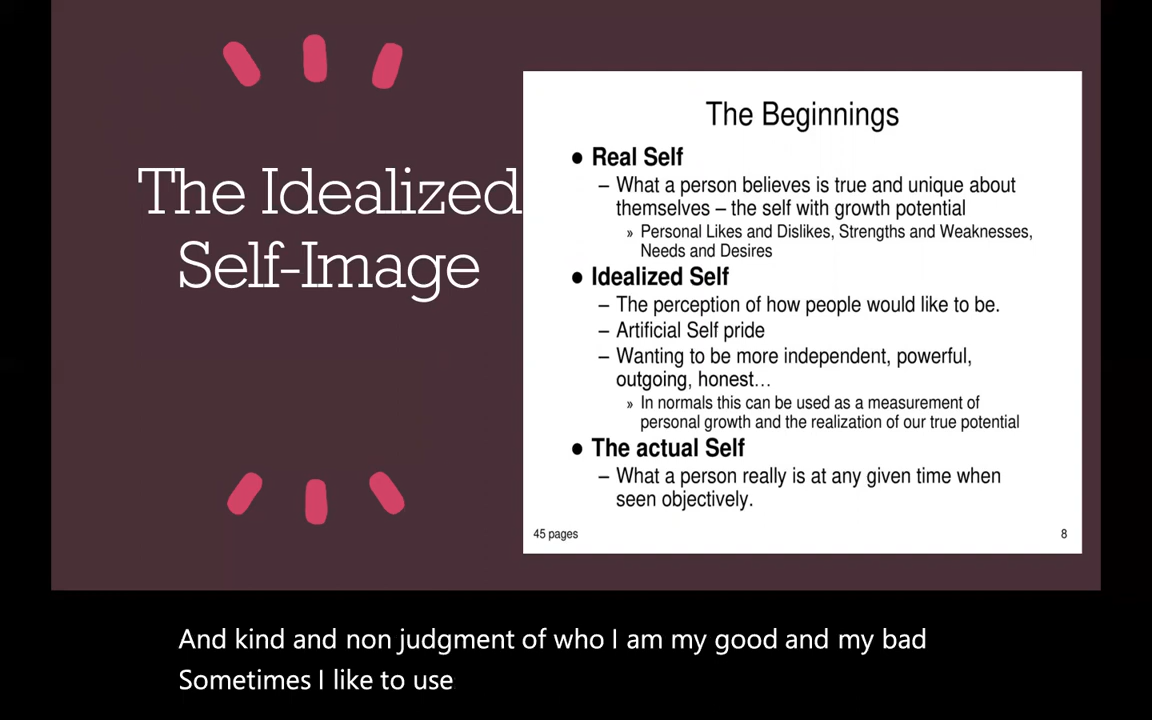 The Idealized
Self-Image
The Beginnings
● Real Self
– What a person believes is true and unique about
themselves – the self with growth potential
» Personal Likes and Dislikes, Strengths and Weaknesses,
Needs and Desires
● Idealized Self
– The perception of how people would like to be.
– Artificial Self pride
– Wanting to be more independent, powerful,
outgoing, honest…
» In normals this can be used as a measurement of
personal growth and the realization of our true potential
● The actual Self
– What a person really is at any given time when
seen objectively.
45 pages
8
And kind and non judgment of who I am my good and my bad
Sometimes I like to use